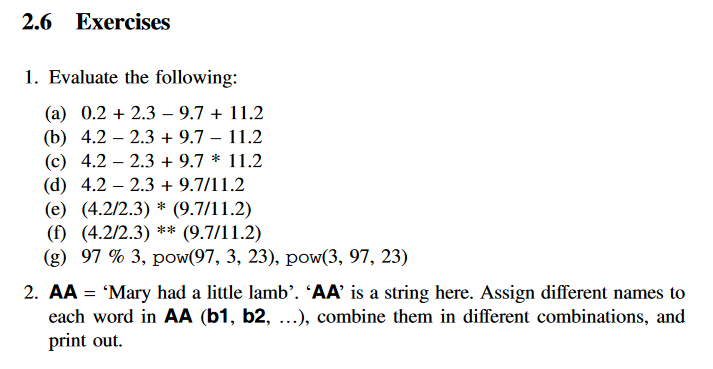 2.6 Exercises
1. Evaluate the following:
(a) 0.2 + 2.3 – 9.7 + 11.2
(b) 4.2 – 2.3 + 9.7 – 11.2
(c) 4.2 – 2.3 + 9.7 * 11.2
(d) 4.2 – 2.3 + 9.7/11.2
(e) (4.2/2.3) * (9.7/11.2)
(f) (4.2/2.3) ** (9.7/11.2)
(g) 97 % 3, pow(97, 3, 23), pow(3, 97, 23)
2. AA = ‘Mary had a little lamb’. ‘AA’ is a string here. Assign different names to
each word in AA (b1, b2, …), combine them in different combinations, and
print out.